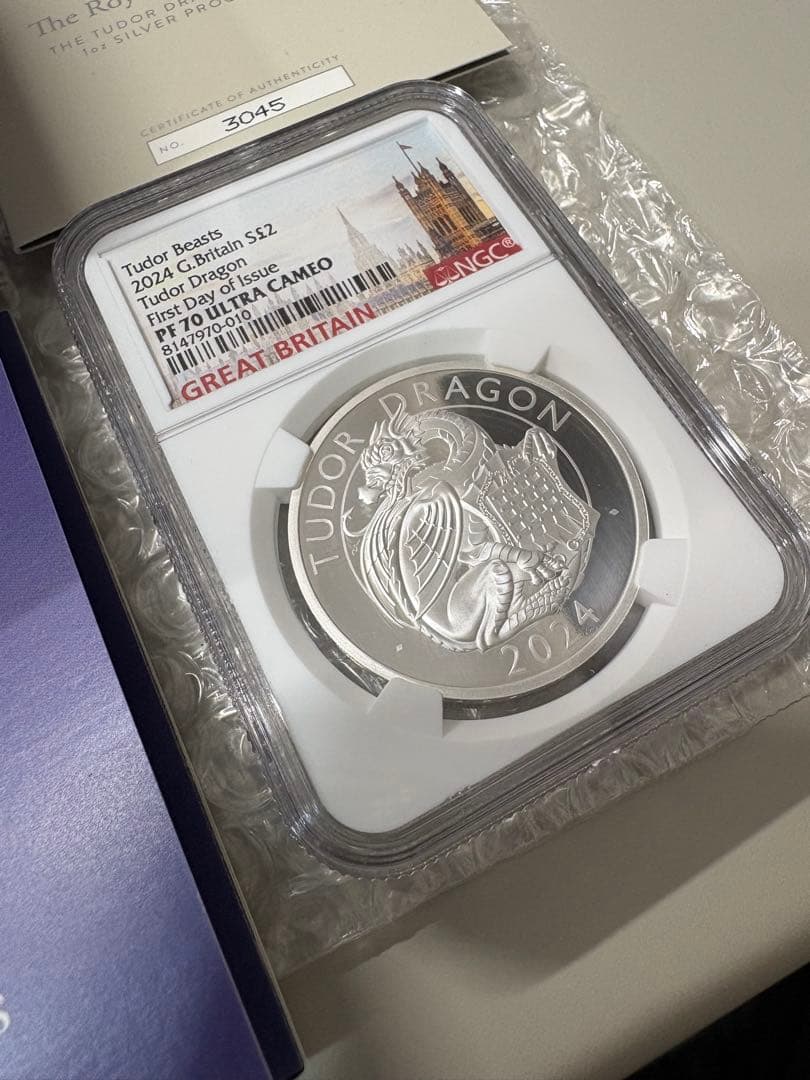 The Roy
THE TUDOR DRA
1oz SILVER PROO
CERTIFICATE OF AUTHENTICITY
NO. 3045
Tudor Beasts
2024 G.Britain S£2
Tudor Dragon
First Day of Issue
PF 70 ULTRA CAMEO
8147970-010
GREAT BRITAIN
NGC®
TUDOR DRAGON
2024
S